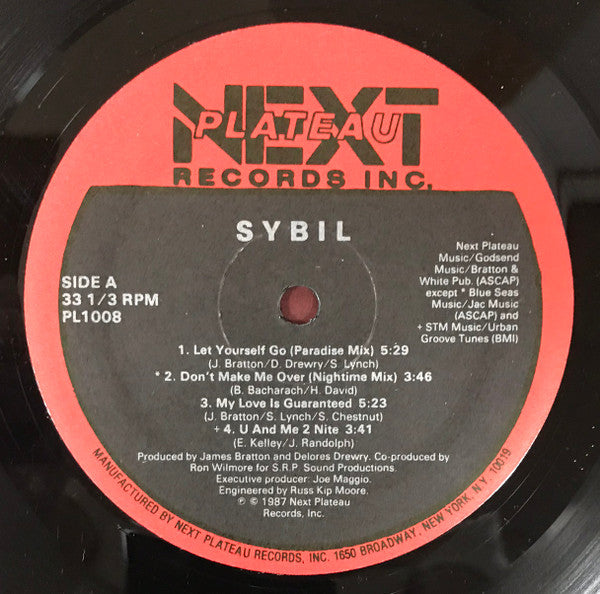 NEXT
PLATEAU
RECORDS INC.
SYBIL
SIDE A
33 1/3 RPM
PL1008
Next Plateau
Music/Godsend
Music/Bratton &
White Pub. (ASCAP)
except * Blue Seas
Music/Jac Music
(ASCAP) and
+ STM Music/Urban
Groove Tunes (BMI)
1. Let Yourself Go (Paradise Mix) 5:29
(J. Bratton/D. Drewry/S. Lynch)
* 2. Don't Make Me Over (Nightime Mix) 3:46
(B. Bacharach/H. David)
3. My Love Is Guaranteed 5:23
(J. Bratton/S. Lynch/S. Chestnut)
+ 4. U And Me 2 Nite 3:41
(E. Kelley/J. Randolph)
Produced by James Bratton and Delores Drewry. Co-produced by
Ron Wilmore for S.R.P. Sound Productions.
Executive producer: Joe Maggio.
Engineered by Russ Kip Moore.
℗ © 1987 Next Plateau
Records, Inc.
MANUFACTURED BY NEXT PLATEAU RECORDS, INC. 1650 BROADWAY, NEW YORK, N.Y. 10019